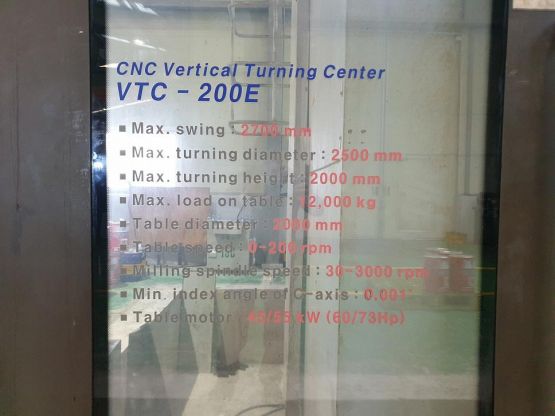 CNC Vertical Turning Center
VTC - 200E
▪ Max. swing : 2700 mm
▪ Max. turning diameter : 2500 mm
▪ Max. turning height : 2000 mm
▪ Max. load on table : 12,000 kg
▪ Table diameter : 2000 mm
▪ Table speed : 0-200 rpm
▪ Milling spindle speed : 30-3000 rpm
▪ Min. index angle of C-axis : 0.001
▪ Table motor : 45/55 kW (60/73Hp)